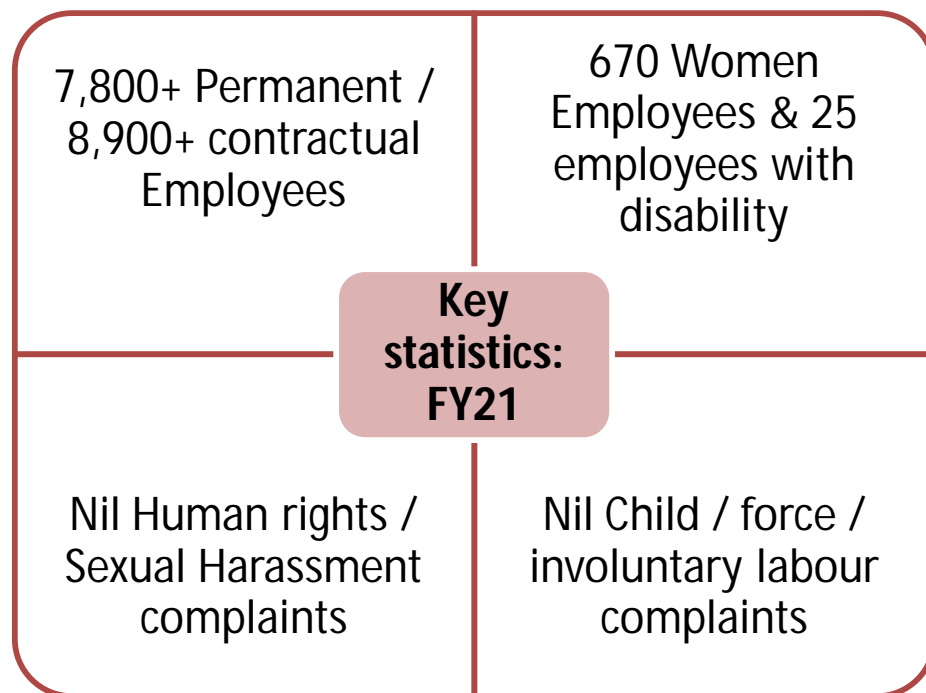 7,800+ Permanent /
8,900+ contractual
Employees
670 Women
Employees & 25
employees with
disability
Key
statistics:
FY21
Nil Human rights /
Sexual Harassment
complaints
Nil Child / force /
involuntary labour
complaints